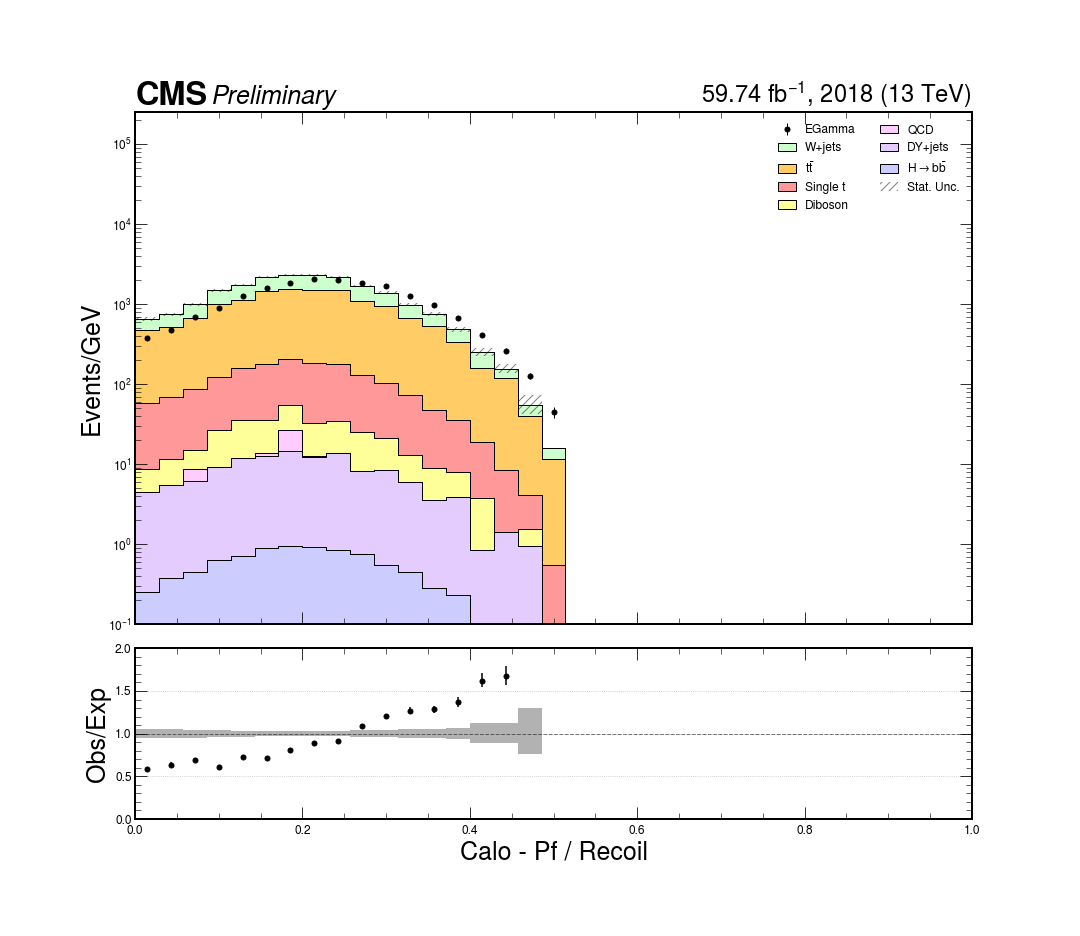 CMS Preliminary
59.74 fb⁻¹, 2018 (13 TeV)
Events/GeV
10⁵
10⁴
10³
10²
10¹
10⁰
10⁻¹
EGamma
W+jets
tt̄
Single t
Diboson
QCD
DY+jets
H→bb̄
Stat. Unc.
Obs/Exp
2.0
1.5
1.0
0.5
0.0
0.0 0.2 0.4 0.6 0.8 1.0
Calo - Pf / Recoil